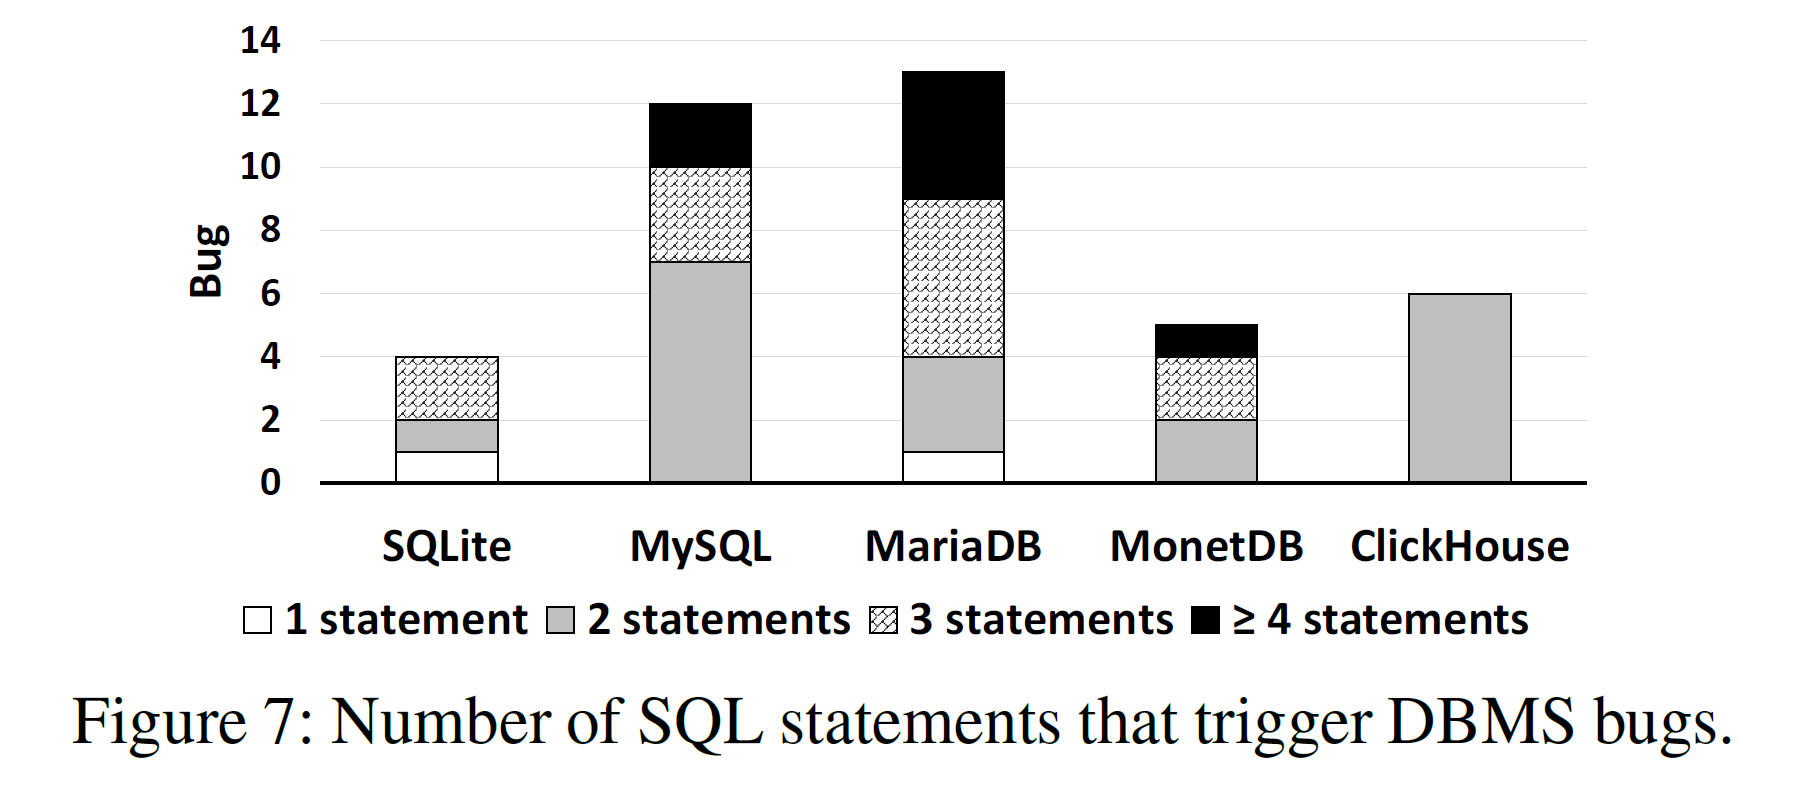 14
12
10
8
6
4
2
0
Bug
SQLite MySQL MariaDB MonetDB ClickHouse
1 statement 2 statements 3 statements ≥ 4 statements
Figure 7: Number of SQL statements that trigger DBMS bugs.